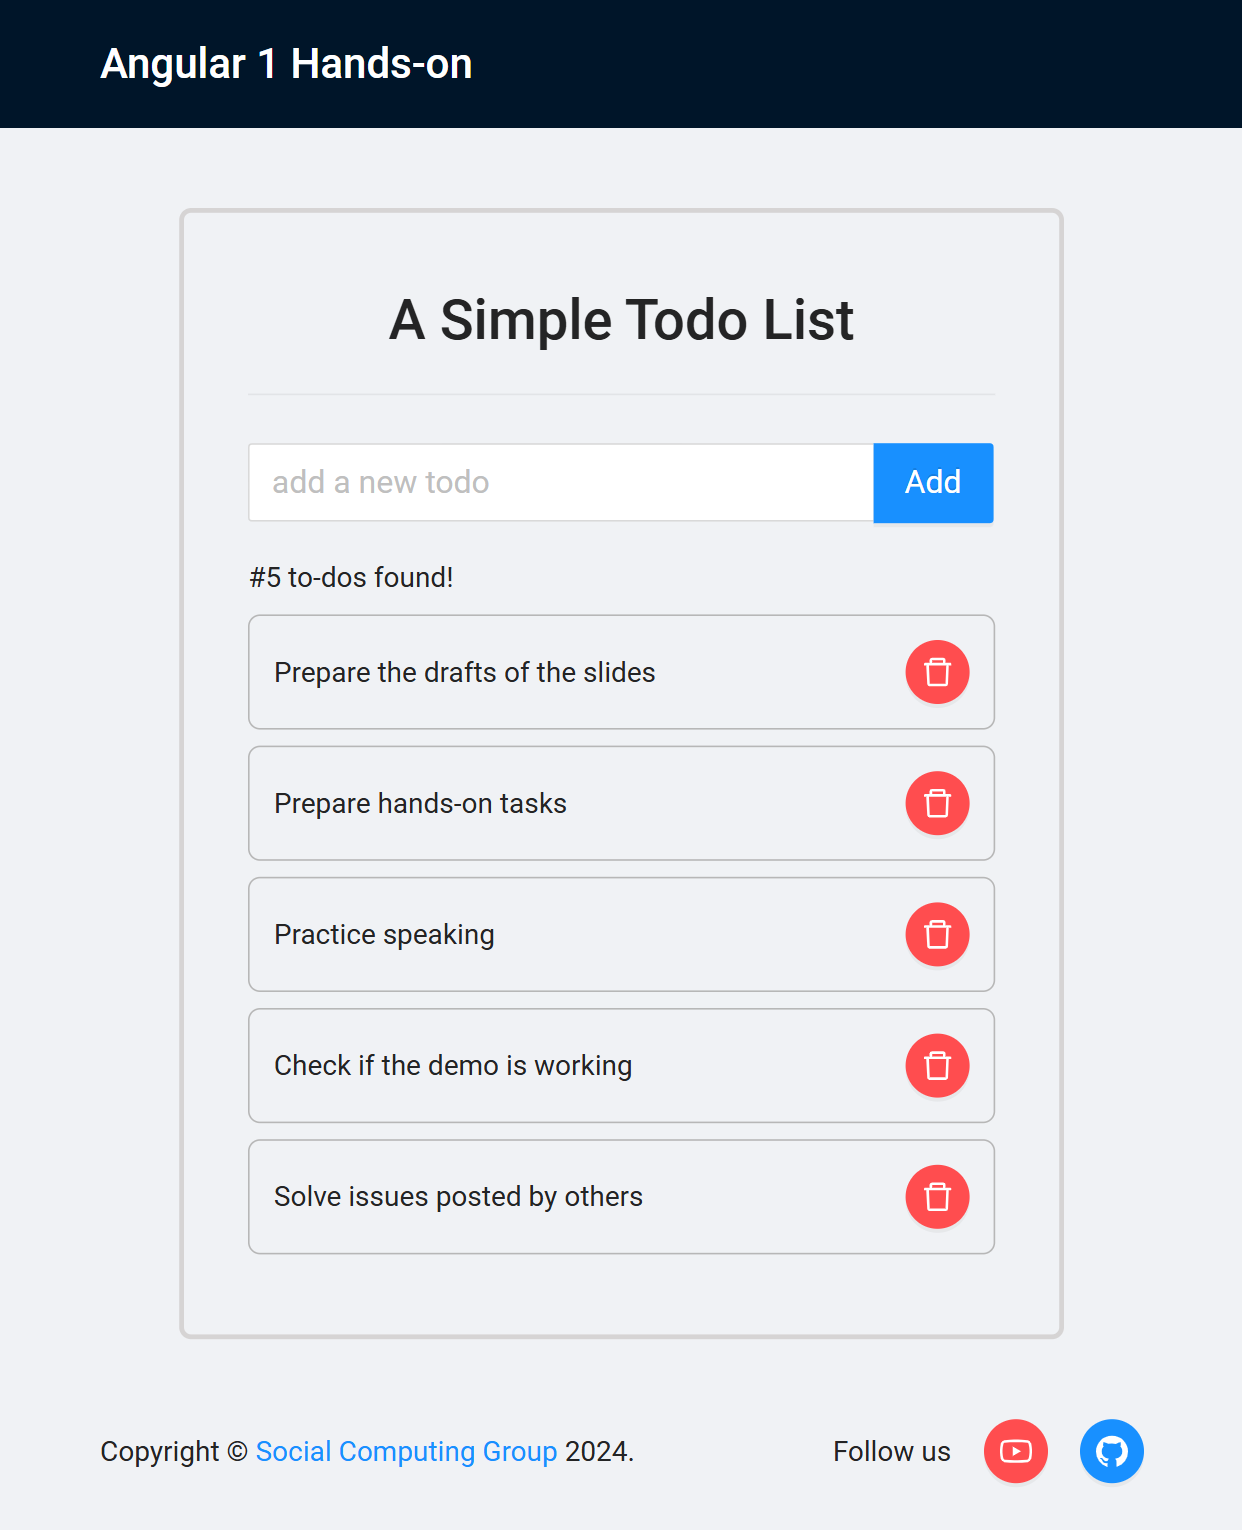 Angular 1 Hands-on
A Simple Todo List
add a new todo
Add
#5 to-dos found!
Prepare the drafts of the slides
Prepare hands-on tasks
Practice speaking
Check if the demo is working
Solve issues posted by others
Copyright © Social Computing Group 2024.
Follow us